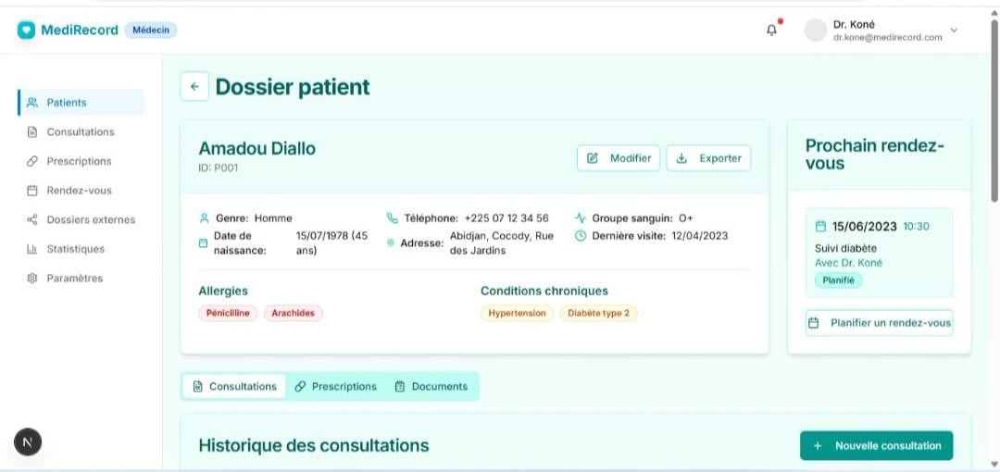 MediRecord Médecin
Dr. Koné
dr.kone@medirecord.com
Patients
Consultations
Prescriptions
Rendez-vous
Dossiers externes
Statistiques
Paramètres
N
Dossier patient
Amadou Diallo
ID: P001
Modifier
Exporter
Genre: Homme
Date de naissance: 15/07/1978 (45 ans)
Téléphone: +225 07 12 34 56
Adresse: Abidjan, Cocody, Rue des Jardins
Groupe sanguin: O+
Dernière visite: 12/04/2023
Allergies
Pénicilline Arachides
Conditions chroniques
Hypertension Diabète type 2
Prochain rendez-
vous
15/06/2023 10:30
Suivi diabète
Avec Dr. Koné
Planifié
Planifier un rendez-vous
Consultations Prescriptions Documents
Historique des consultations
+ Nouvelle consultation